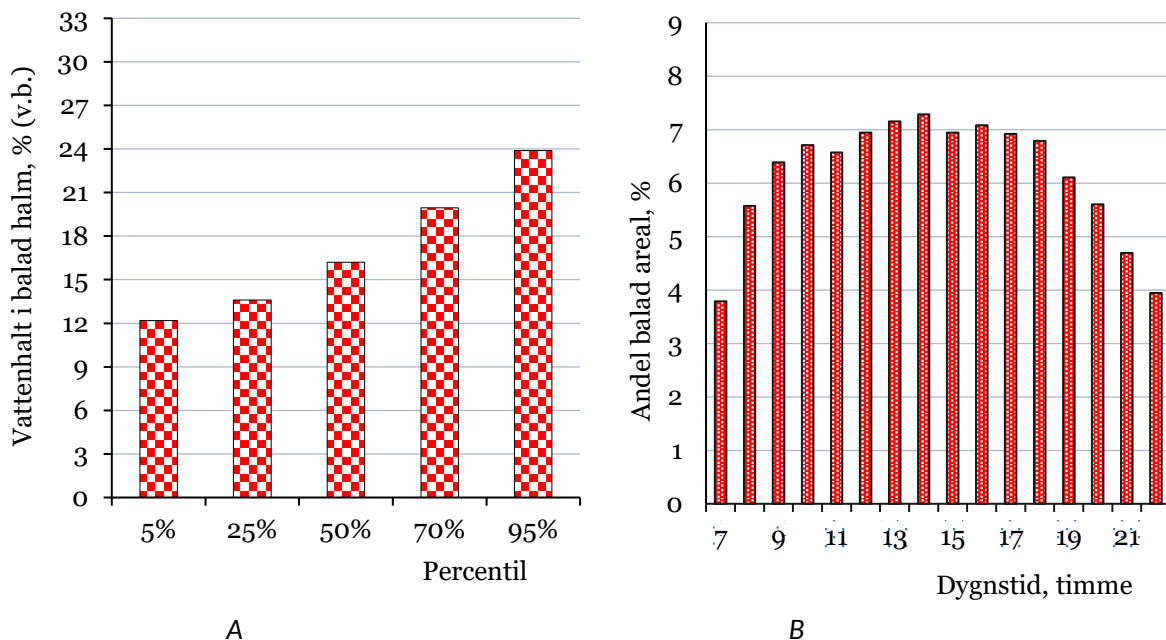 Vattenhalt i balad halm, % (v.b.)
33
30
27
24
21
18
15
12
9
6
3
0
5% 25% 50% 70% 95%
Percentil
A
Andel balad areal, %
9
8
7
6
5
4
3
2
1
0
7 9 11 13 15 17 19 21
Dygnstid, timme
B